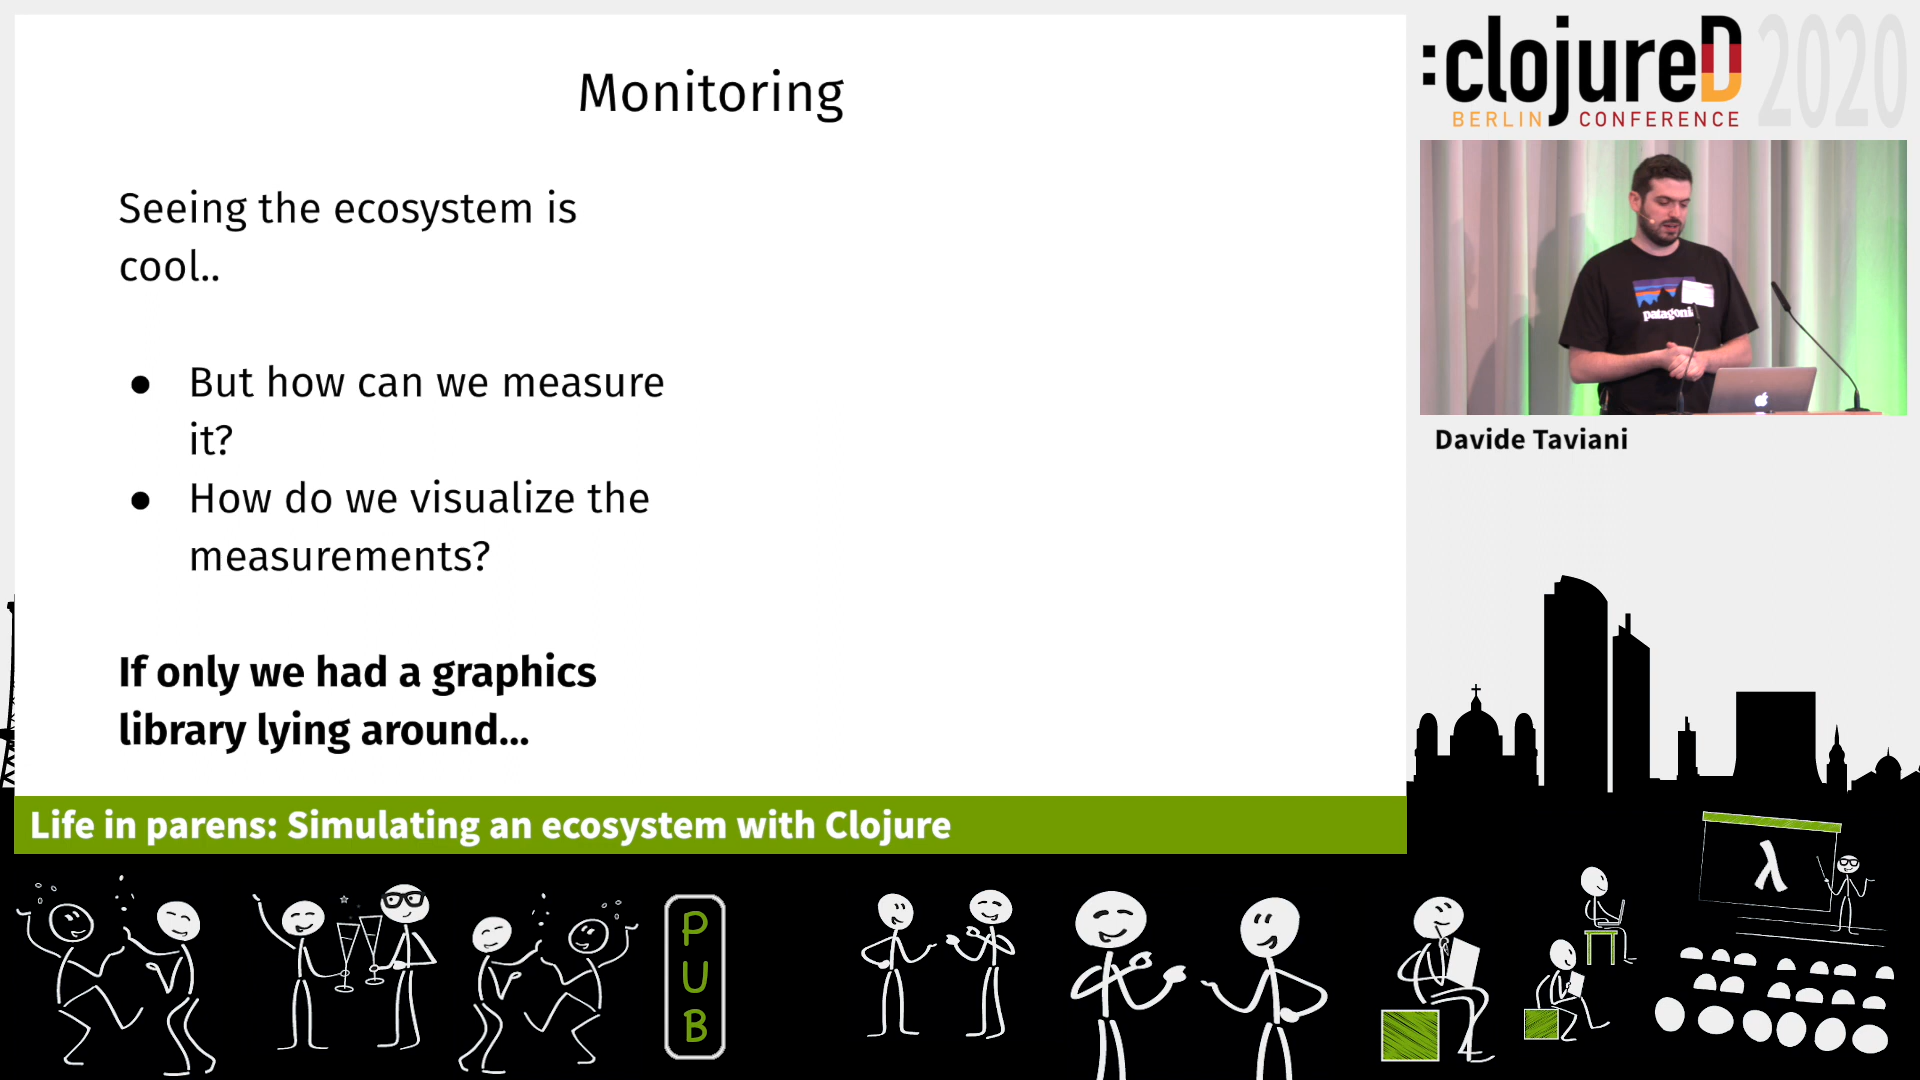 Monitoring
Seeing the ecosystem is
cool..
● But how can we measure
it?
● How do we visualize the
measurements?
If only we had a graphics
library lying around...
Life in parens: Simulating an ecosystem with Clojure
:clojureD 2020
BERLIN CONFERENCE
patagoni
Davide Taviani
P
U
B
λ